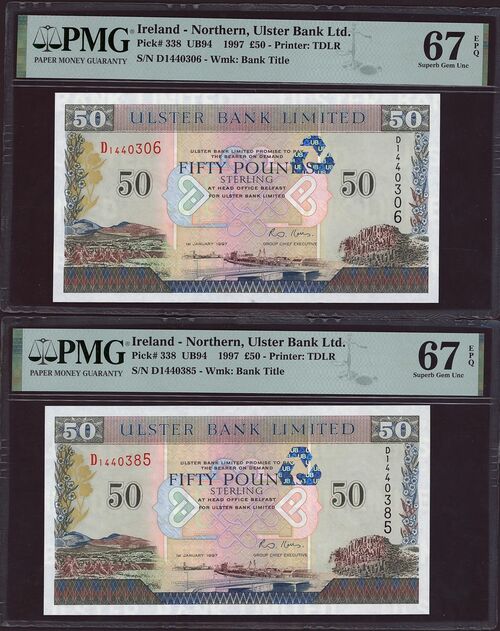 PMG
PAPER MONEY GUARANTY
Ireland - Northern, Ulster Bank Ltd.
Pick# 338 UB94 1997 £50 - Printer: TDLR
S/N D1440306 - Wmk: Bank Title
67 EPQ
Superb Gem Unc
50 ULSTER BANK LIMITED 50
D1440306
ULSTER BANK LIMITED PROMISE TO PAY
THE BEARER ON DEMAND
FIFTY POUNDS
STERLING
AT HEAD OFFICE BELFAST
FOR ULSTER BANK LIMITED
50
50
D1440306
1st JANUARY 1997
GROUP CHIEF EXECUTIVE
PMG
PAPER MONEY GUARANTY
Ireland - Northern, Ulster Bank Ltd.
Pick# 338 UB94 1997 £50 - Printer: TDLR
S/N D1440385 - Wmk: Bank Title
67 EPQ
Superb Gem Unc
50 ULSTER BANK LIMITED 50
D1440385
ULSTER BANK LIMITED PROMISE TO PAY
THE BEARER ON DEMAND
FIFTY POUN
STERLING
AT HEAD OFFICE BELFAST
FOR ULSTER BANK LIMITED
50
50
D1440385
1st JANUARY 1997
GROUP CHIEF EXECUTIVE